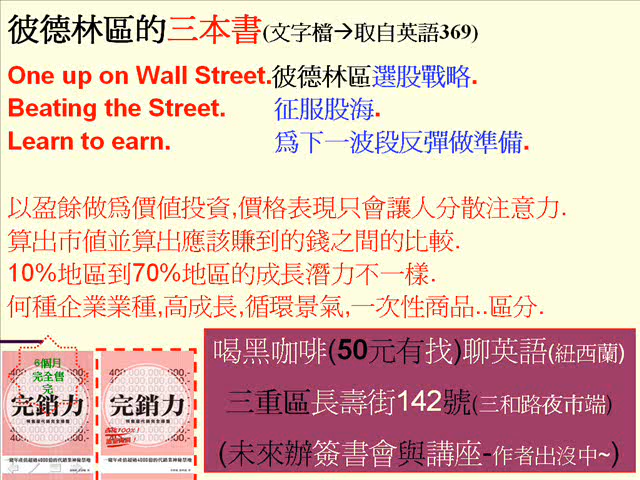 彼德林區的三本書(文字檔→取自英語369)
One up on Wall Street.彼德林區選股戰略.
Beating the Street. 征服股海.
Learn to earn. 為下一波段反彈做準備.
以盈餘做為價值投資,價格表現只會讓人分散注意力.
算出市值並算出應該賺到的錢之間的比較.
10%地區到70%地區的成長潛力不一樣.
何種企業業種,高成長,循環景氣,一次性商品..區分.
6個月
完全售
完
完銷力
完銷力
喝黑咖啡(50元有找)聊英語(紐西蘭)
三重區長壽街142號(三和路夜市端)
(未來辦簽書會與講座-作者出沒中~)